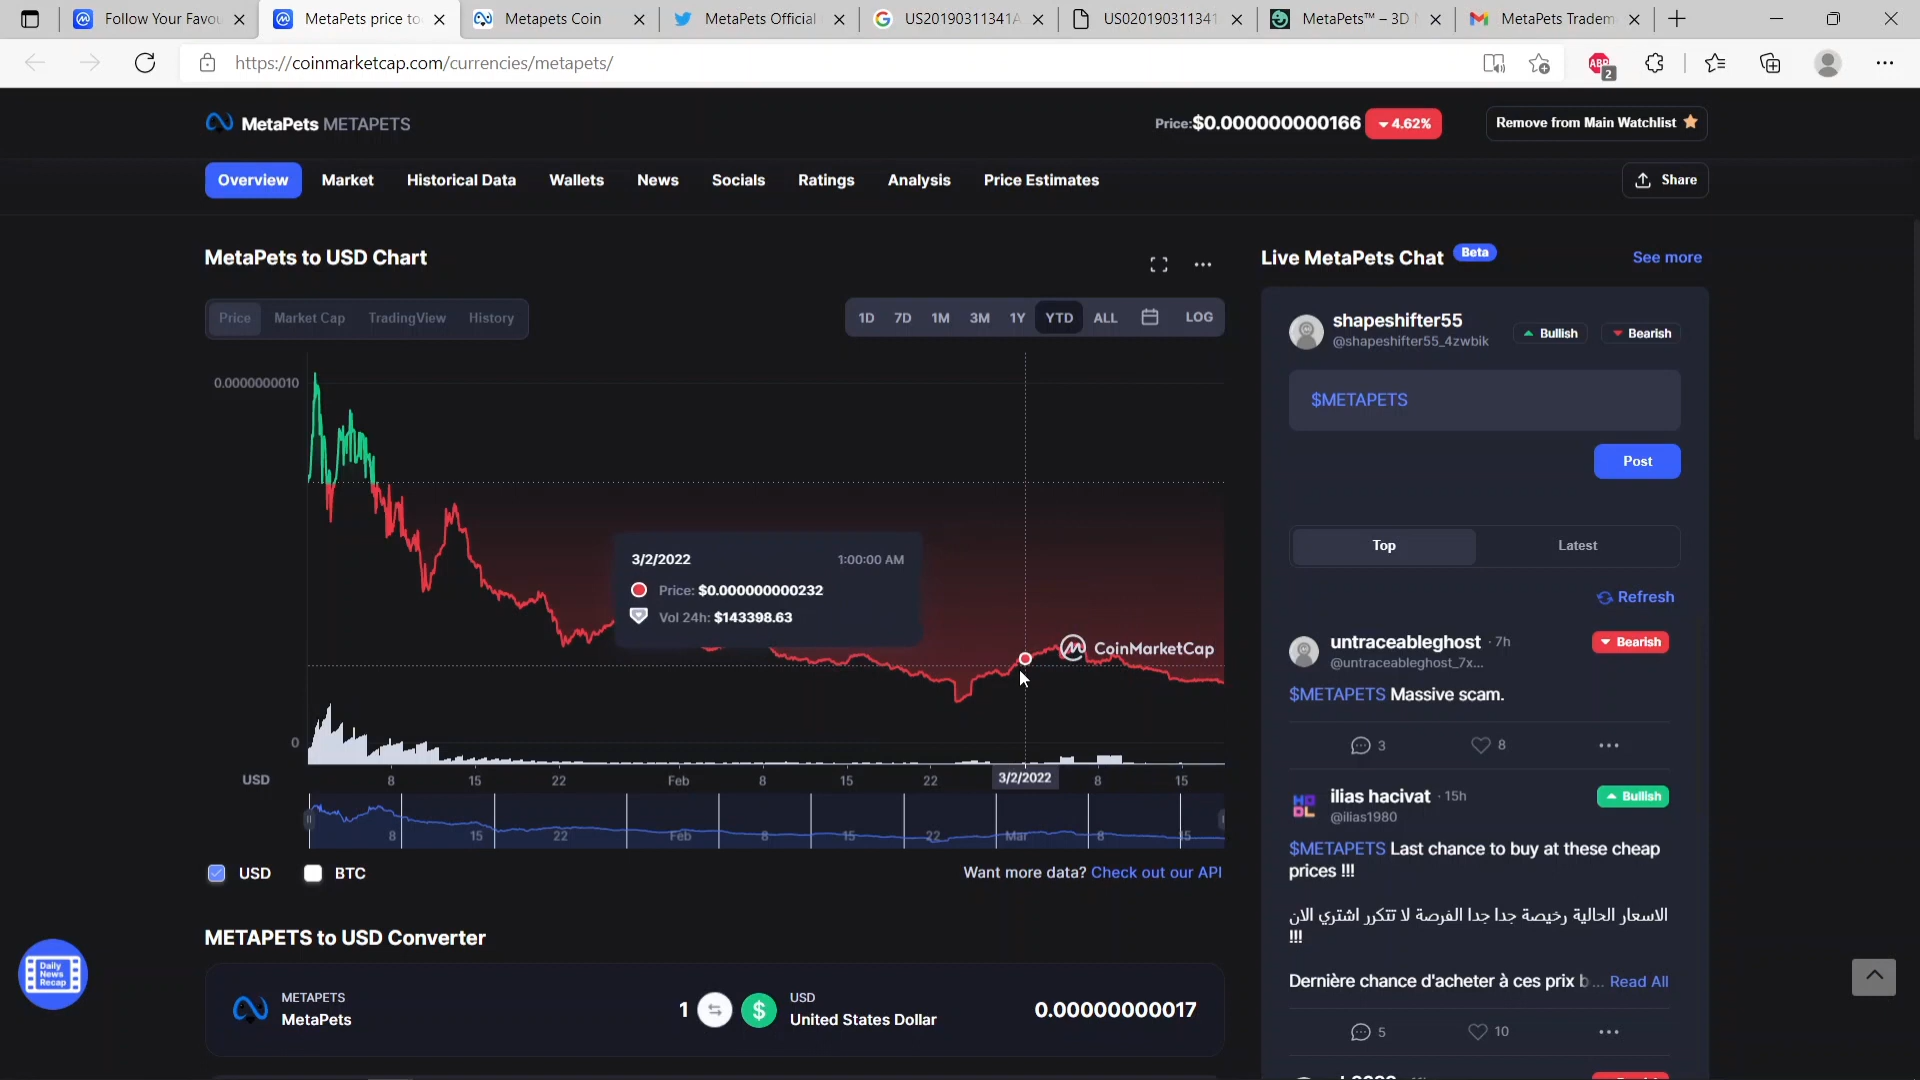 Follow Your Favou
MetaPets price to
Metapets Coin
MetaPets Official
US20190311341A
US020190311341
MetaPets™ – 3D
MetaPets Tradem
https://coinmarketcap.com/currencies/metapets/
ABP
2
MetaPets METAPETS
Price:$0.000000000166
4.62%
Remove from Main Watchlist
Overview
Market
Historical Data
Wallets
News
Socials
Ratings
Analysis
Price Estimates
Share
MetaPets to USD Chart
Price
Market Cap
TradingView
History
1D
7D
1M
3M
1Y
YTD
ALL
LOG
0.0000000010
3/2/2022
1:00:00 AM
Price: $0.000000000232
Vol 24h: $143398.63
CoinMarketCap
0
USD
8
15
22
Feb
8
15
22
3/2/2022
8
15
8
15
22
Feb
8
15
22
Mar
8
15
USD
BTC
Want more data? Check out our API
METAPETS to USD Converter
METAPETS
MetaPets
1
$
USD
United States Dollar
0.00000000017
Daily
News
Recap
Live MetaPets Chat
Beta
See more
shapeshifter55
@shapeshifter55_4zwbik
Bullish
Bearish
$METAPETS
Post
Top
Latest
Refresh
untraceableghost · 7h
@untraceableghost_7x...
Bearish
$METAPETS Massive scam.
3
8
HODL
ilias hacivat · 15h
@ilias1980
Bullish
$METAPETS Last chance to buy at these cheap
prices !!!
الاسعار الحالية رخيصة جدا جدا الفرصة لا تتكرر اشتري الان
!!!
Dernière chance d'acheter à ces prix b... Read All
5
10